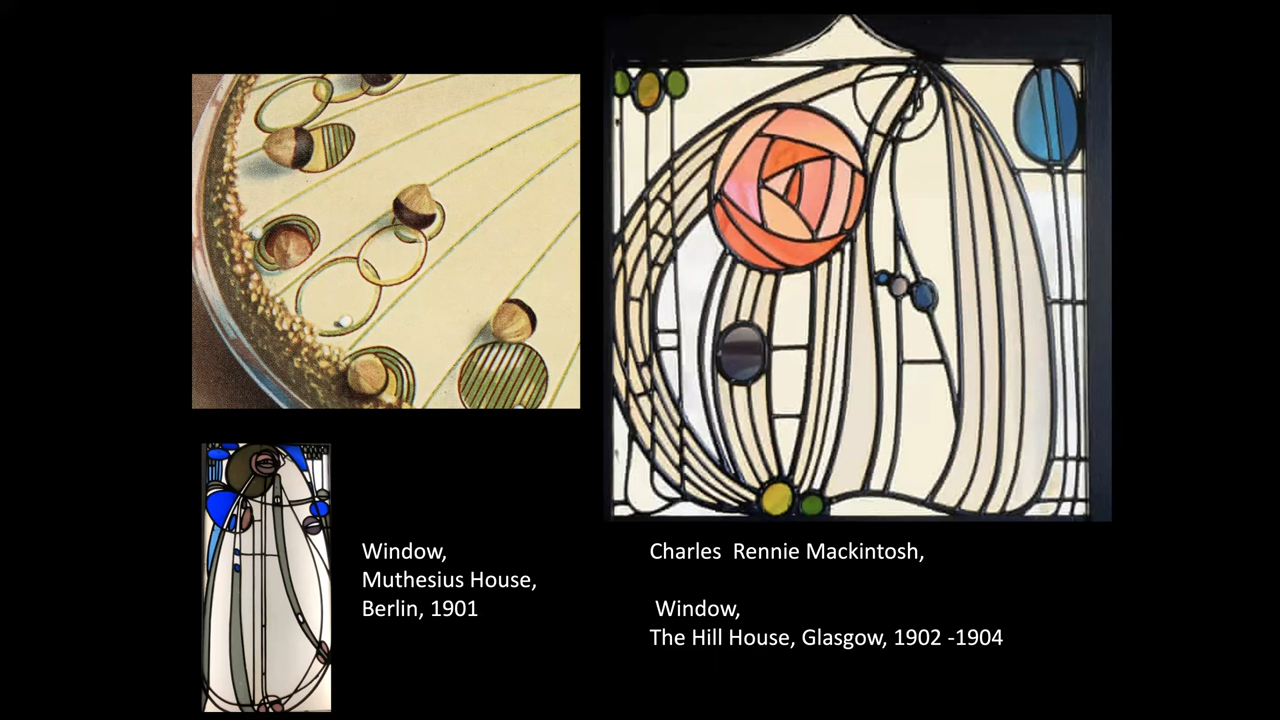 Window,
Muthesius House,
Berlin, 1901
Charles  Rennie Mackintosh,
Window,
The Hill House, Glasgow, 1902 -1904